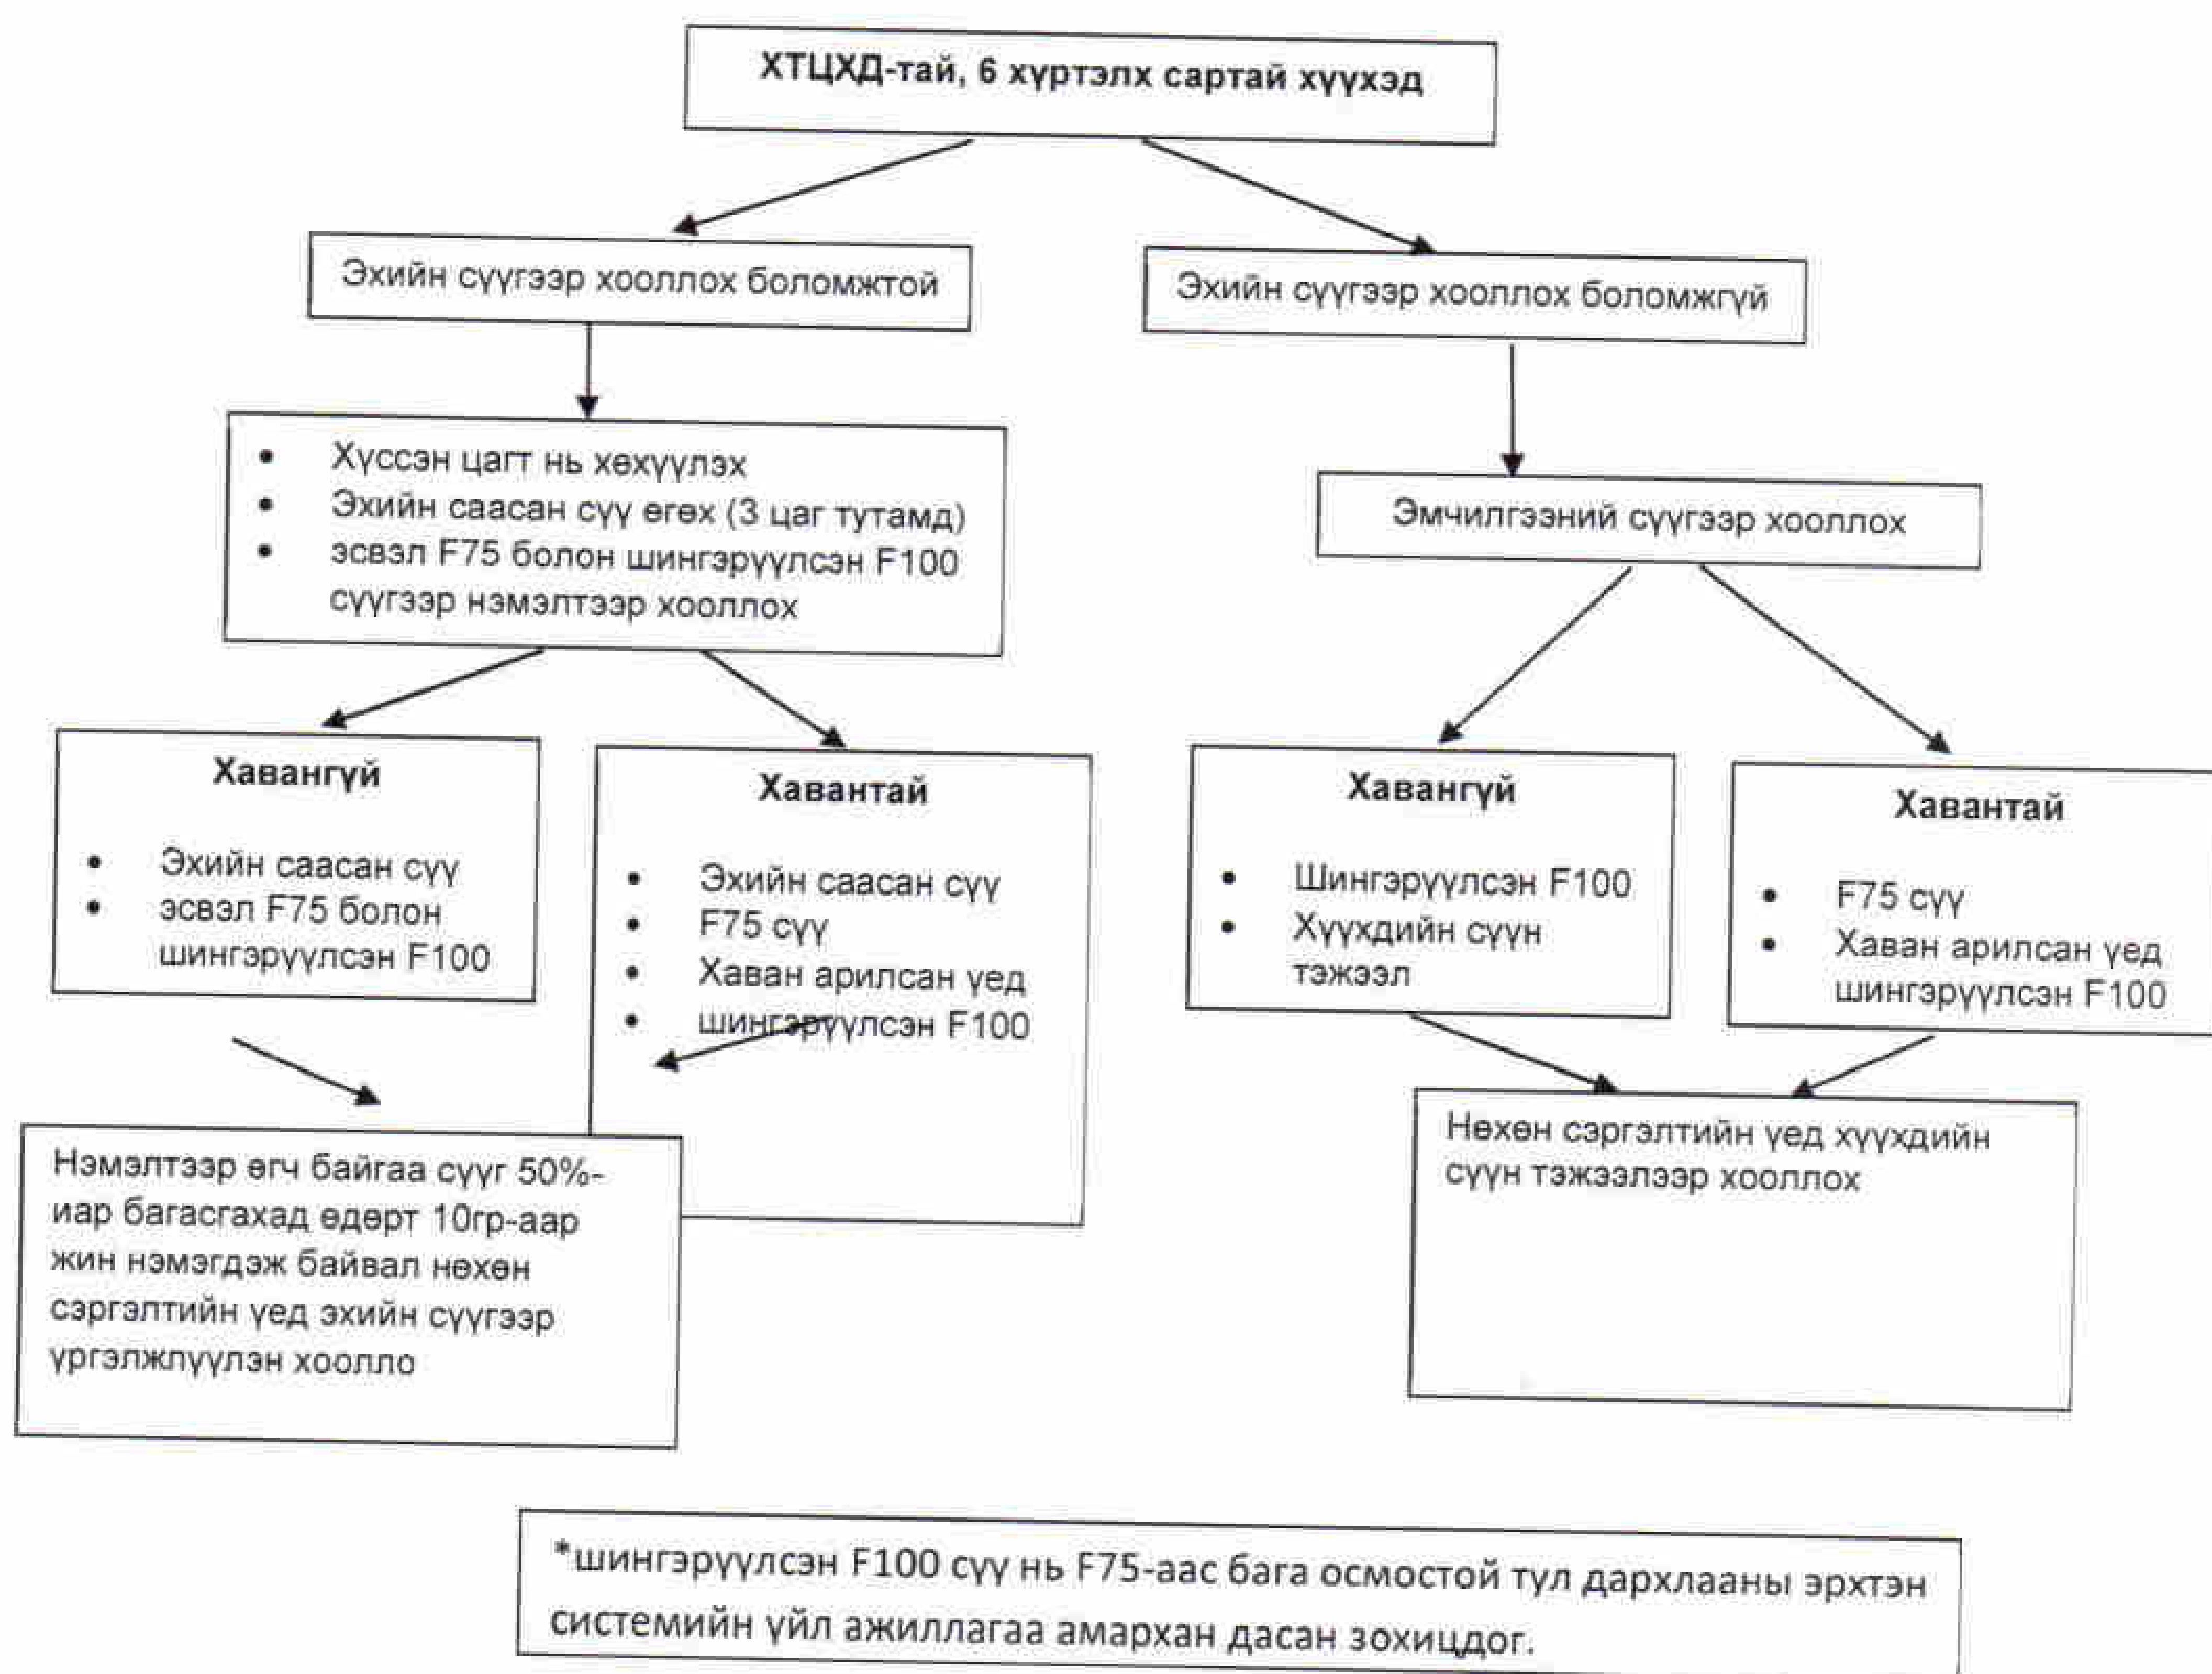 ХТЦХД-тай, 6 хүртэлх сартай хүүхэд
Эхийн сүүгээр хооллох боломжтой
Эхийн сүүгээр хооллох боломжгүй
• Хүссэн цагт нь хөхүүлэх
• Эхийн саасан сүү өгөх (3 цаг тутамд)
• эсвэл F75 болон шингэрүүлсэн F100
сүүгээр нэмэлтээр хооллох
Эмчилгээний сүүгээр хооллох
Хавангүй
• Эхийн саасан сүү
• эсвэл F75 болон
шингэрүүлсэн F100
Хавантай
• Эхийн саасан сүү
• F75 сүү
• Хаван арилсан үед
• шингэрүүлсэн F100
Хавангүй
• Шингэрүүлсэн F100
• Хүүхдийн сүүн
тэжээл
Хавантай
• F75 сүү
• Хаван арилсан үед
шингэрүүлсэн F100
Нэмэлтээр өгч байгаа сүүг 50%-
иар багасгахад өдөрт 10гр-аар
жин нэмэгдэж байвал нөхөн
сэргэлтийн үед эхийн сүүгээр
үргэлжлүүлэн хоолло
Нөхөн сэргэлтийн үед хүүхдийн
сүүн тэжээлээр хооллох
*шингэрүүлсэн F100 сүү нь F75-аас бага осмостой тул дархлааны эрхтэн
системийн үйл ажиллагаа амархан дасан зохицдог.